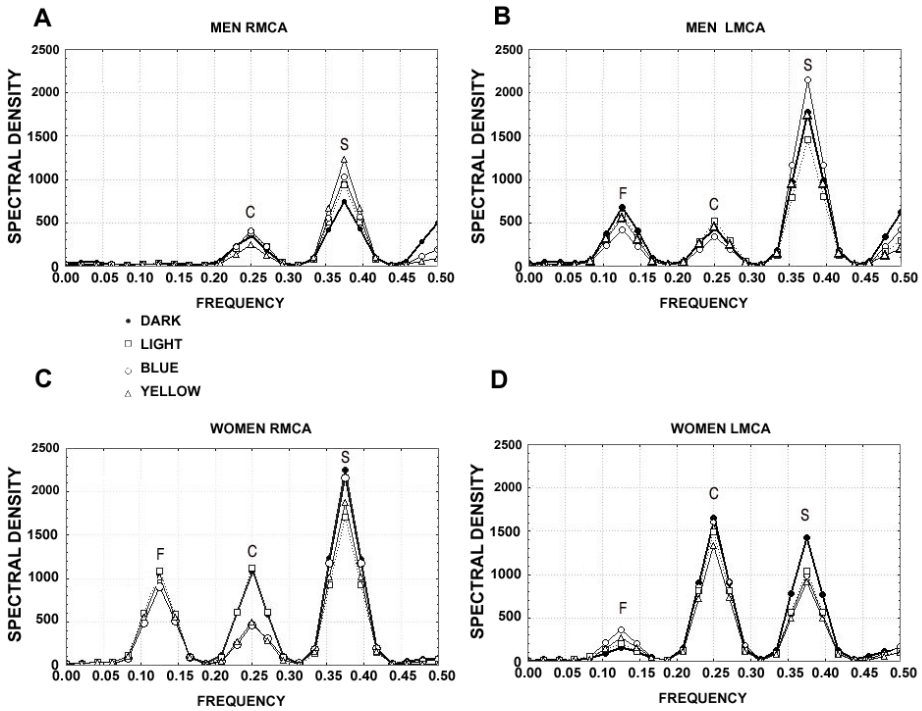 A
MEN RMCA
SPECTRAL DENSITY
2500
2000
1500
1000
500
0
C
S
0.00 0.05 0.10 0.15 0.20 0.25 0.30 0.35 0.40 0.45 0.50
FREQUENCY
B
MEN LMCA
SPECTRAL DENSITY
2500
2000
1500
1000
500
0
F
C
S
0.00 0.05 0.10 0.15 0.20 0.25 0.30 0.35 0.40 0.45 0.50
FREQUENCY
DARK
LIGHT
BLUE
YELLOW
C
WOMEN RMCA
SPECTRAL DENSITY
2500
2000
1500
1000
500
0
F
C
S
0.00 0.05 0.10 0.15 0.20 0.25 0.30 0.35 0.40 0.45 0.50
FREQUENCY
D
WOMEN LMCA
SPECTRAL DENSITY
2500
2000
1500
1000
500
0
F
C
S
0.00 0.05 0.10 0.15 0.20 0.25 0.30 0.35 0.40 0.45 0.50
FREQUENCY